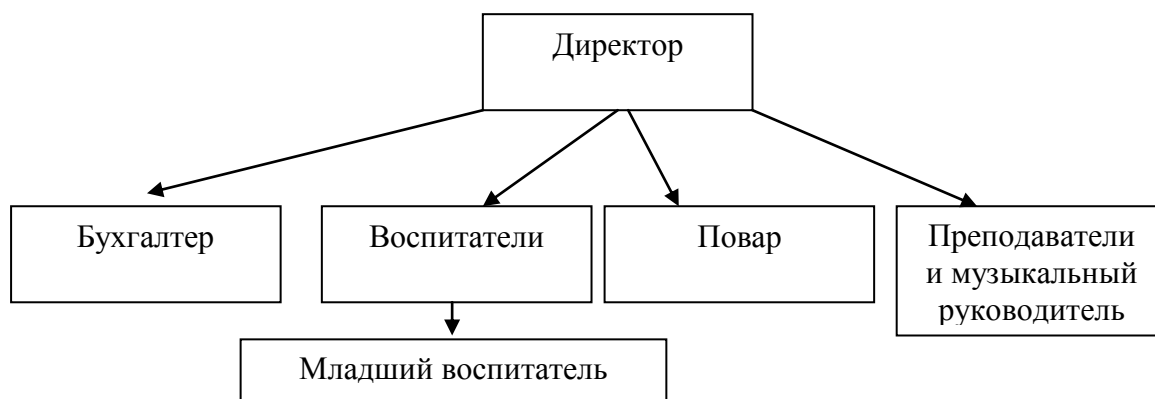 Директор
Бухгалтер
Воспитатели
Повар
Преподаватели
и музыкальный
руководитель
Младший воспитатель